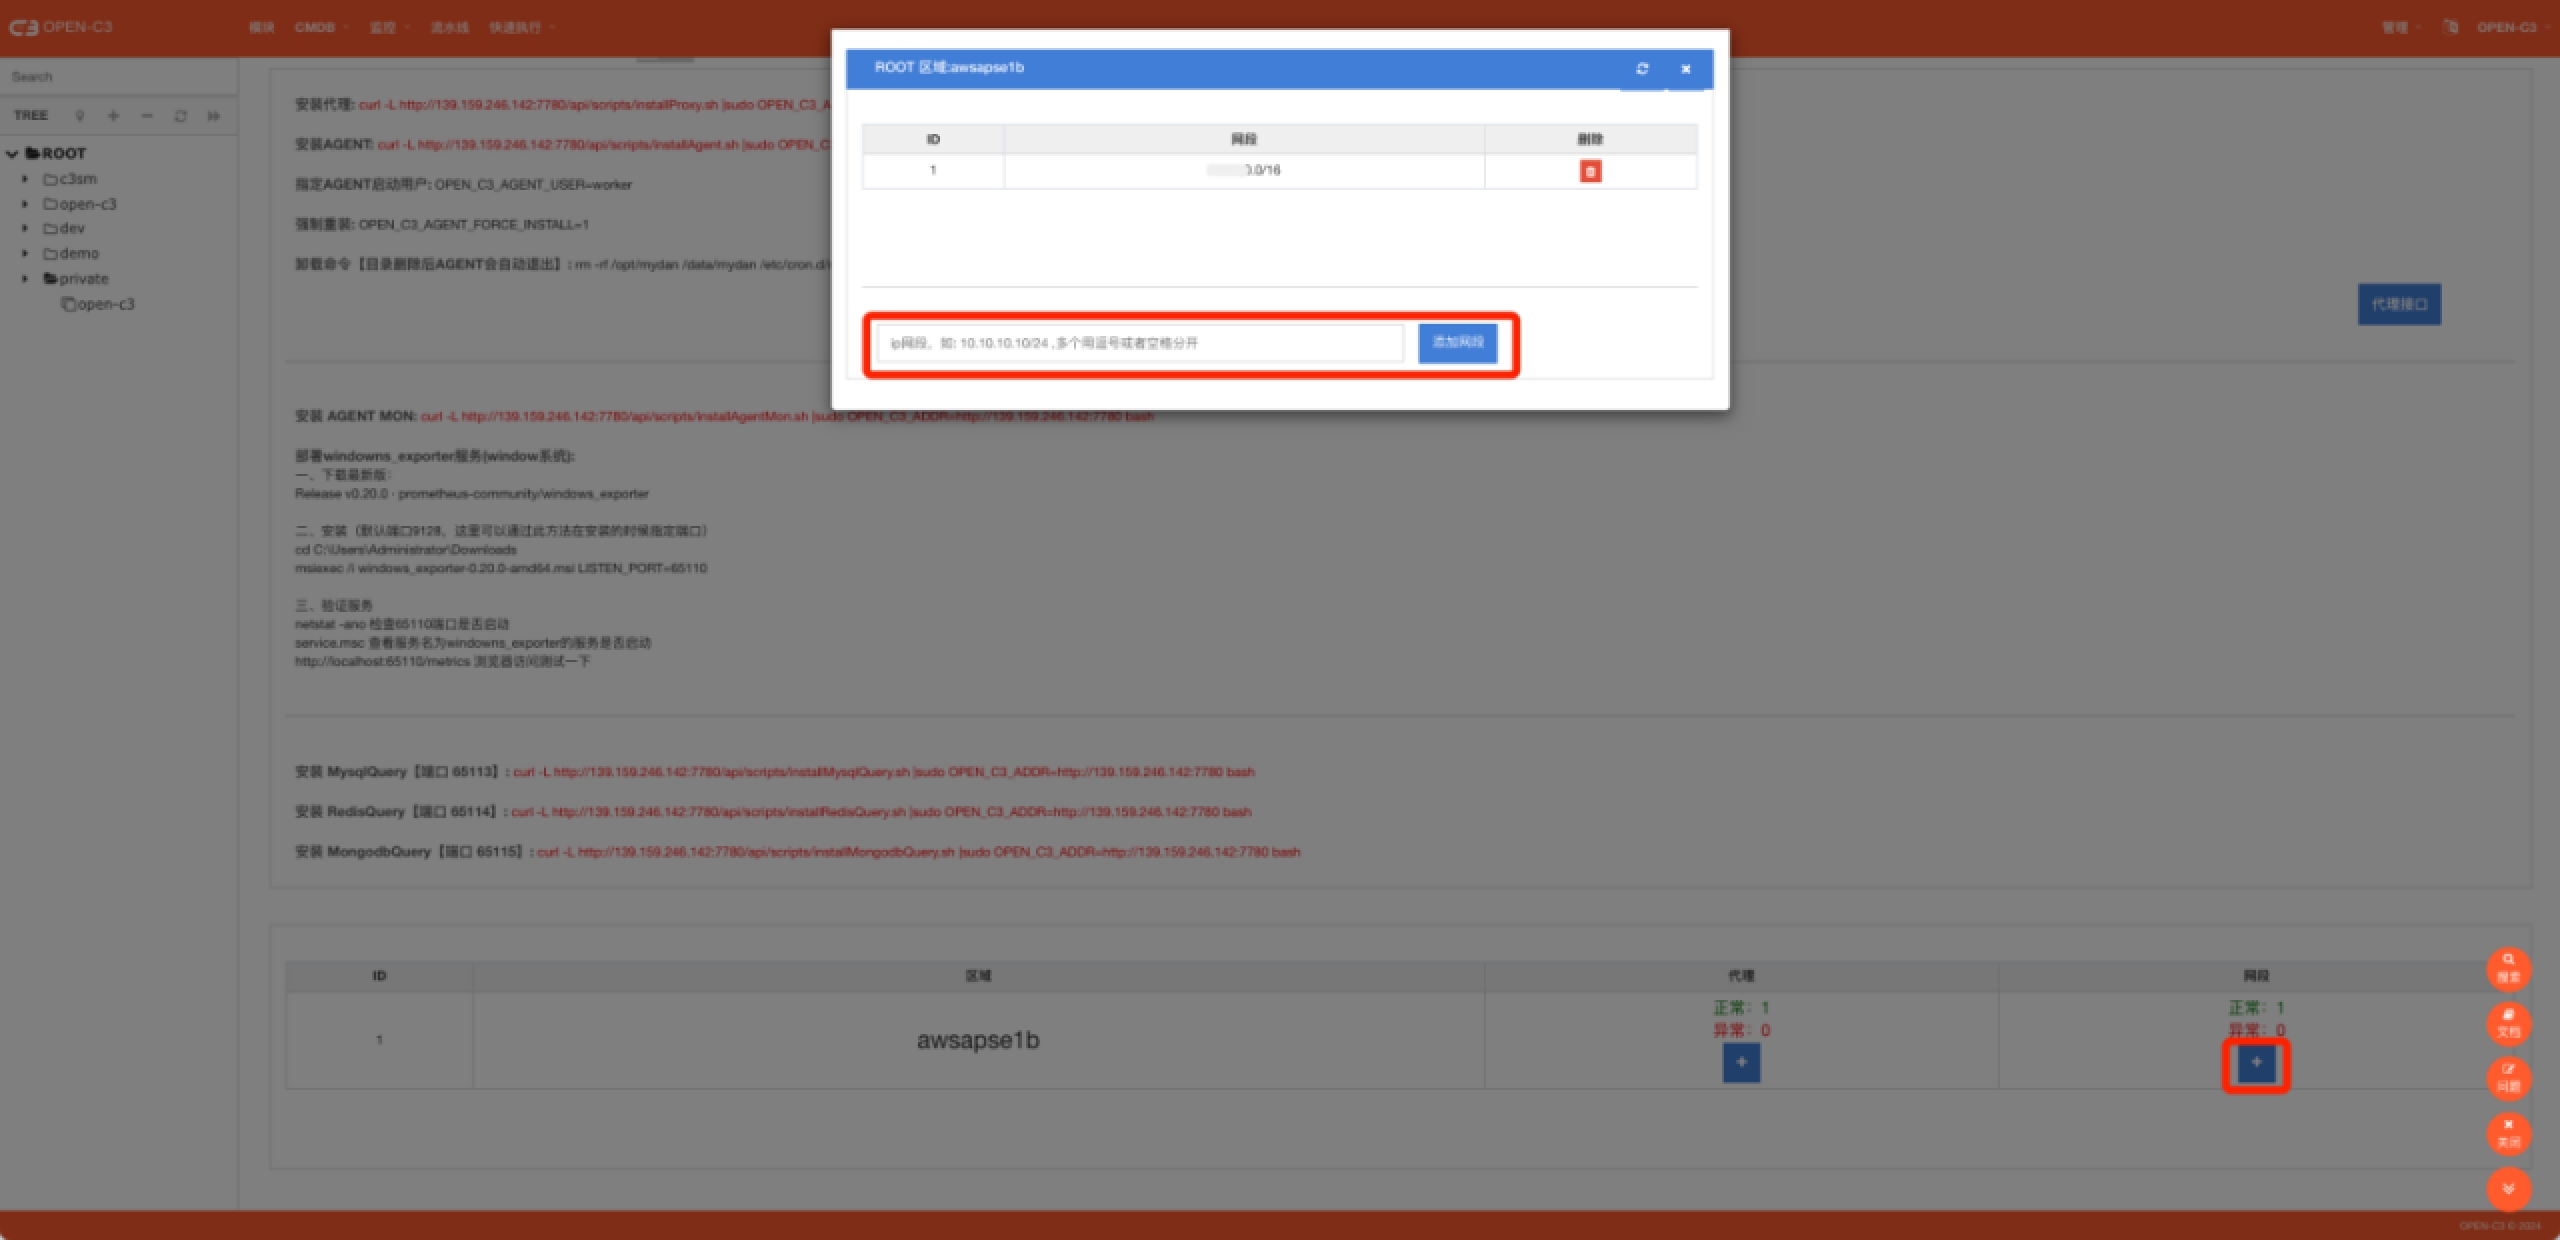 C3 OPEN-C3
模块 CMDB 监控 流水线 快速执行
管理 OPEN-C3
Search
TREE
ROOT
c3sm
open-c3
dev
demo
private
open-c3
安装代理: curl -L http://139.159.246.142:7780/api/scripts/installProxy.sh |sudo OPEN_C3_A
安装AGENT: curl -L http://139.159.246.142:7780/api/scripts/installAgent.sh |sudo OPEN_C
指定AGENT启动用户: OPEN_C3_AGENT_USER=worker
强制重装: OPEN_C3_AGENT_FORCE_INSTALL=1
卸载命令【目录删除后AGENT会自动退出】: rm -rf /opt/mydan /data/mydan /etc/cron.d/
代理接口
ROOT 区域:awsapse1b
ID 网段 删除
1 0.0/16
ip网段，如: 10.10.10.10/24 ,多个用逗号或者空格分开
添加网段
安装 AGENT MON: curl -L http://139.159.246.142:7780/api/scripts/installAgentMon.sh |sudo OPEN_C3_ADDR=http://139.159.246.142:7780 bash
部署windowns_exporter服务(window系统):
一、下载最新版:
Release v0.20.0 · prometheus-community/windows_exporter
二、安装（默认端口9128，这里可以通过此方法在安装的时候指定端口）
cd C:\Users\Administrator\Downloads
msiexec /i windows_exporter-0.20.0-amd64.msi LISTEN_PORT=65110
三、验证服务
netstat -ano 检查65110端口是否启动
service.msc 查看服务名为windowns_exporter的服务是否启动
http://localhost:65110/metrics 浏览器访问测试一下
安装 MysqlQuery【端口 65113】: curl -L http://139.159.246.142:7780/api/scripts/installMysqlQuery.sh |sudo OPEN_C3_ADDR=http://139.159.246.142:7780 bash
安装 RedisQuery【端口 65114】: curl -L http://139.159.246.142:7780/api/scripts/installRedisQuery.sh |sudo OPEN_C3_ADDR=http://139.159.246.142:7780 bash
安装 MongodbQuery【端口 65115】: curl -L http://139.159.246.142:7780/api/scripts/installMongodbQuery.sh |sudo OPEN_C3_ADDR=http://139.159.246.142:7780 bash
ID 区域 代理 网段
1 awsapse1b
正常: 1
异常: 0
正常: 1
异常: 0
搜索
文档
问题
关闭
OPEN-C3 © 2024